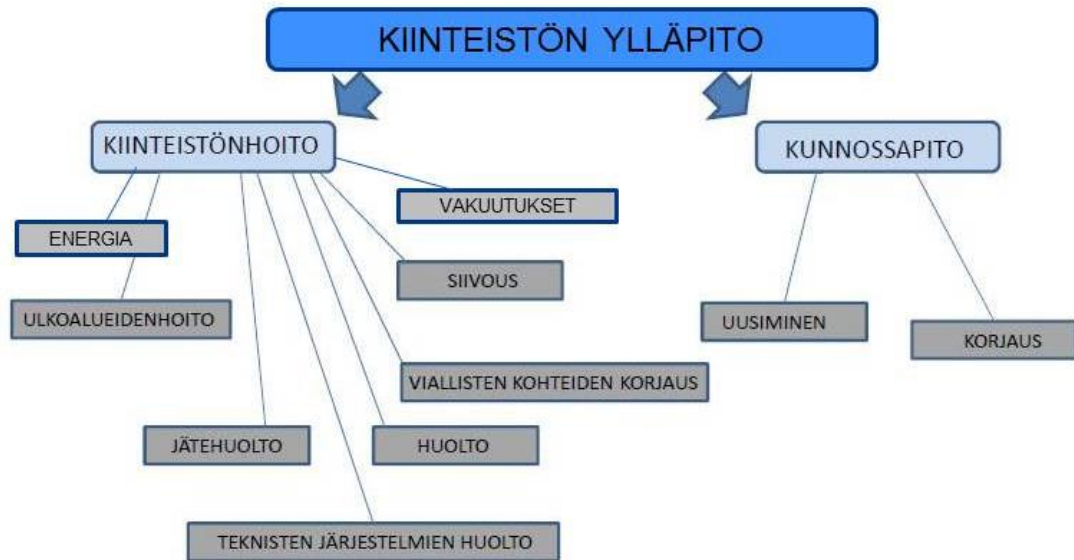 KIINTEISTÖN YLLÄPITO
KIINTEISTÖNHOITO
KUNNOSSAPITO
VAKUUTUKSET
ENERGIA
SIIVOUS
ULKOALUEIDENHOITO
UUSIMINEN
KORJAUS
VIALLISTEN KOHTEIDEN KORJAUS
JÄTEHUOLTO
HUOLTO
TEKNISTEN JÄRJESTELMIEN HUOLTO